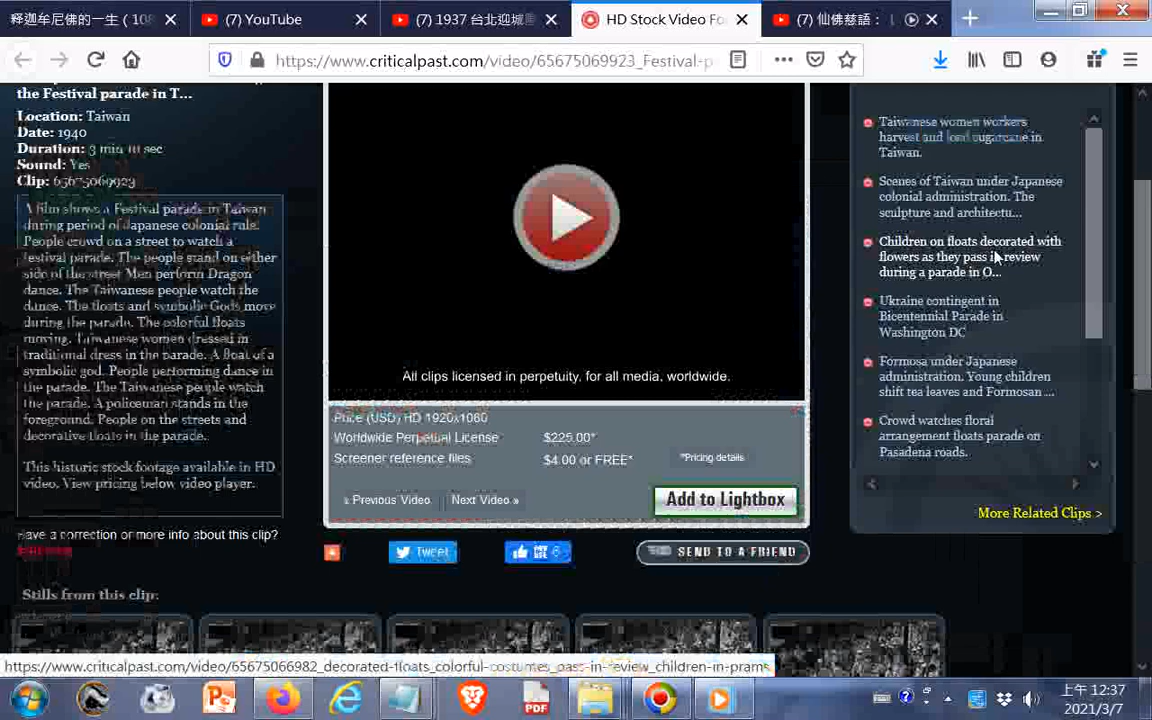 释迦牟尼佛的一生 ( 108
(7) YouTube
(7) 1937 台北迎城
HD Stock Video Fo
(7) 仙佛慈語：
https://www.criticalpast.com/video/65675069923_Festival-p
the Festival parade in T...
Location: Taiwan
Date: 1940
Duration: 3 min 10 sec
Sound: Yes
Clip: 65675069923
A film shows a Festival parade in Taiwan
during period of Japanese colonial rule.
People crowd on a street to watch a
festival parade. The people stand on either
side of the street Men perform Dragon
dance. The Taiwanese people watch the
dance. The floats and symbolic Gods move
during the parade. The colorful floats
moving. Taiwanese women dressed in
traditional dress in the parade. A float of a
symbolic god. People performing dance in
the parade. The Taiwanese people watch
the parade. A policeman stands in the
foreground. People on the streets and
decorative floats in the parade.
This historic stock footage available in HD
video. View pricing below video player.
Have a correction or more info about this clip?
All clips licensed in perpetuity, for all media, worldwide.
Price (USD) HD 1920x1080
Worldwide Perpetual License $225.00*
Screener reference files $4.00 or FREE* *Pricing details
« Previous Video Next Video »
Add to Lightbox
Tweet
6
SEND TO A FRIEND
Taiwanese women workers
harvest and load sugarcane in
Taiwan.
Scenes of Taiwan under Japanese
colonial administration. The
sculpture and architectu...
Children on floats decorated with
flowers as they pass in review
during a parade in O...
Ukraine contingent in
Bicentennial Parade in
Washington DC
Formosa under Japanese
administration. Young children
sift tea leaves and Formosan ...
Crowd watches floral
arrangement floats parade on
Pasadena roads.
More Related Clips >
Stills from this clip:
https://www.criticalpast.com/video/65675066982_decorated-floats_colorful-costumes_past-in-review_children-in-prams
PDF
上午 12:37
2021/3/7